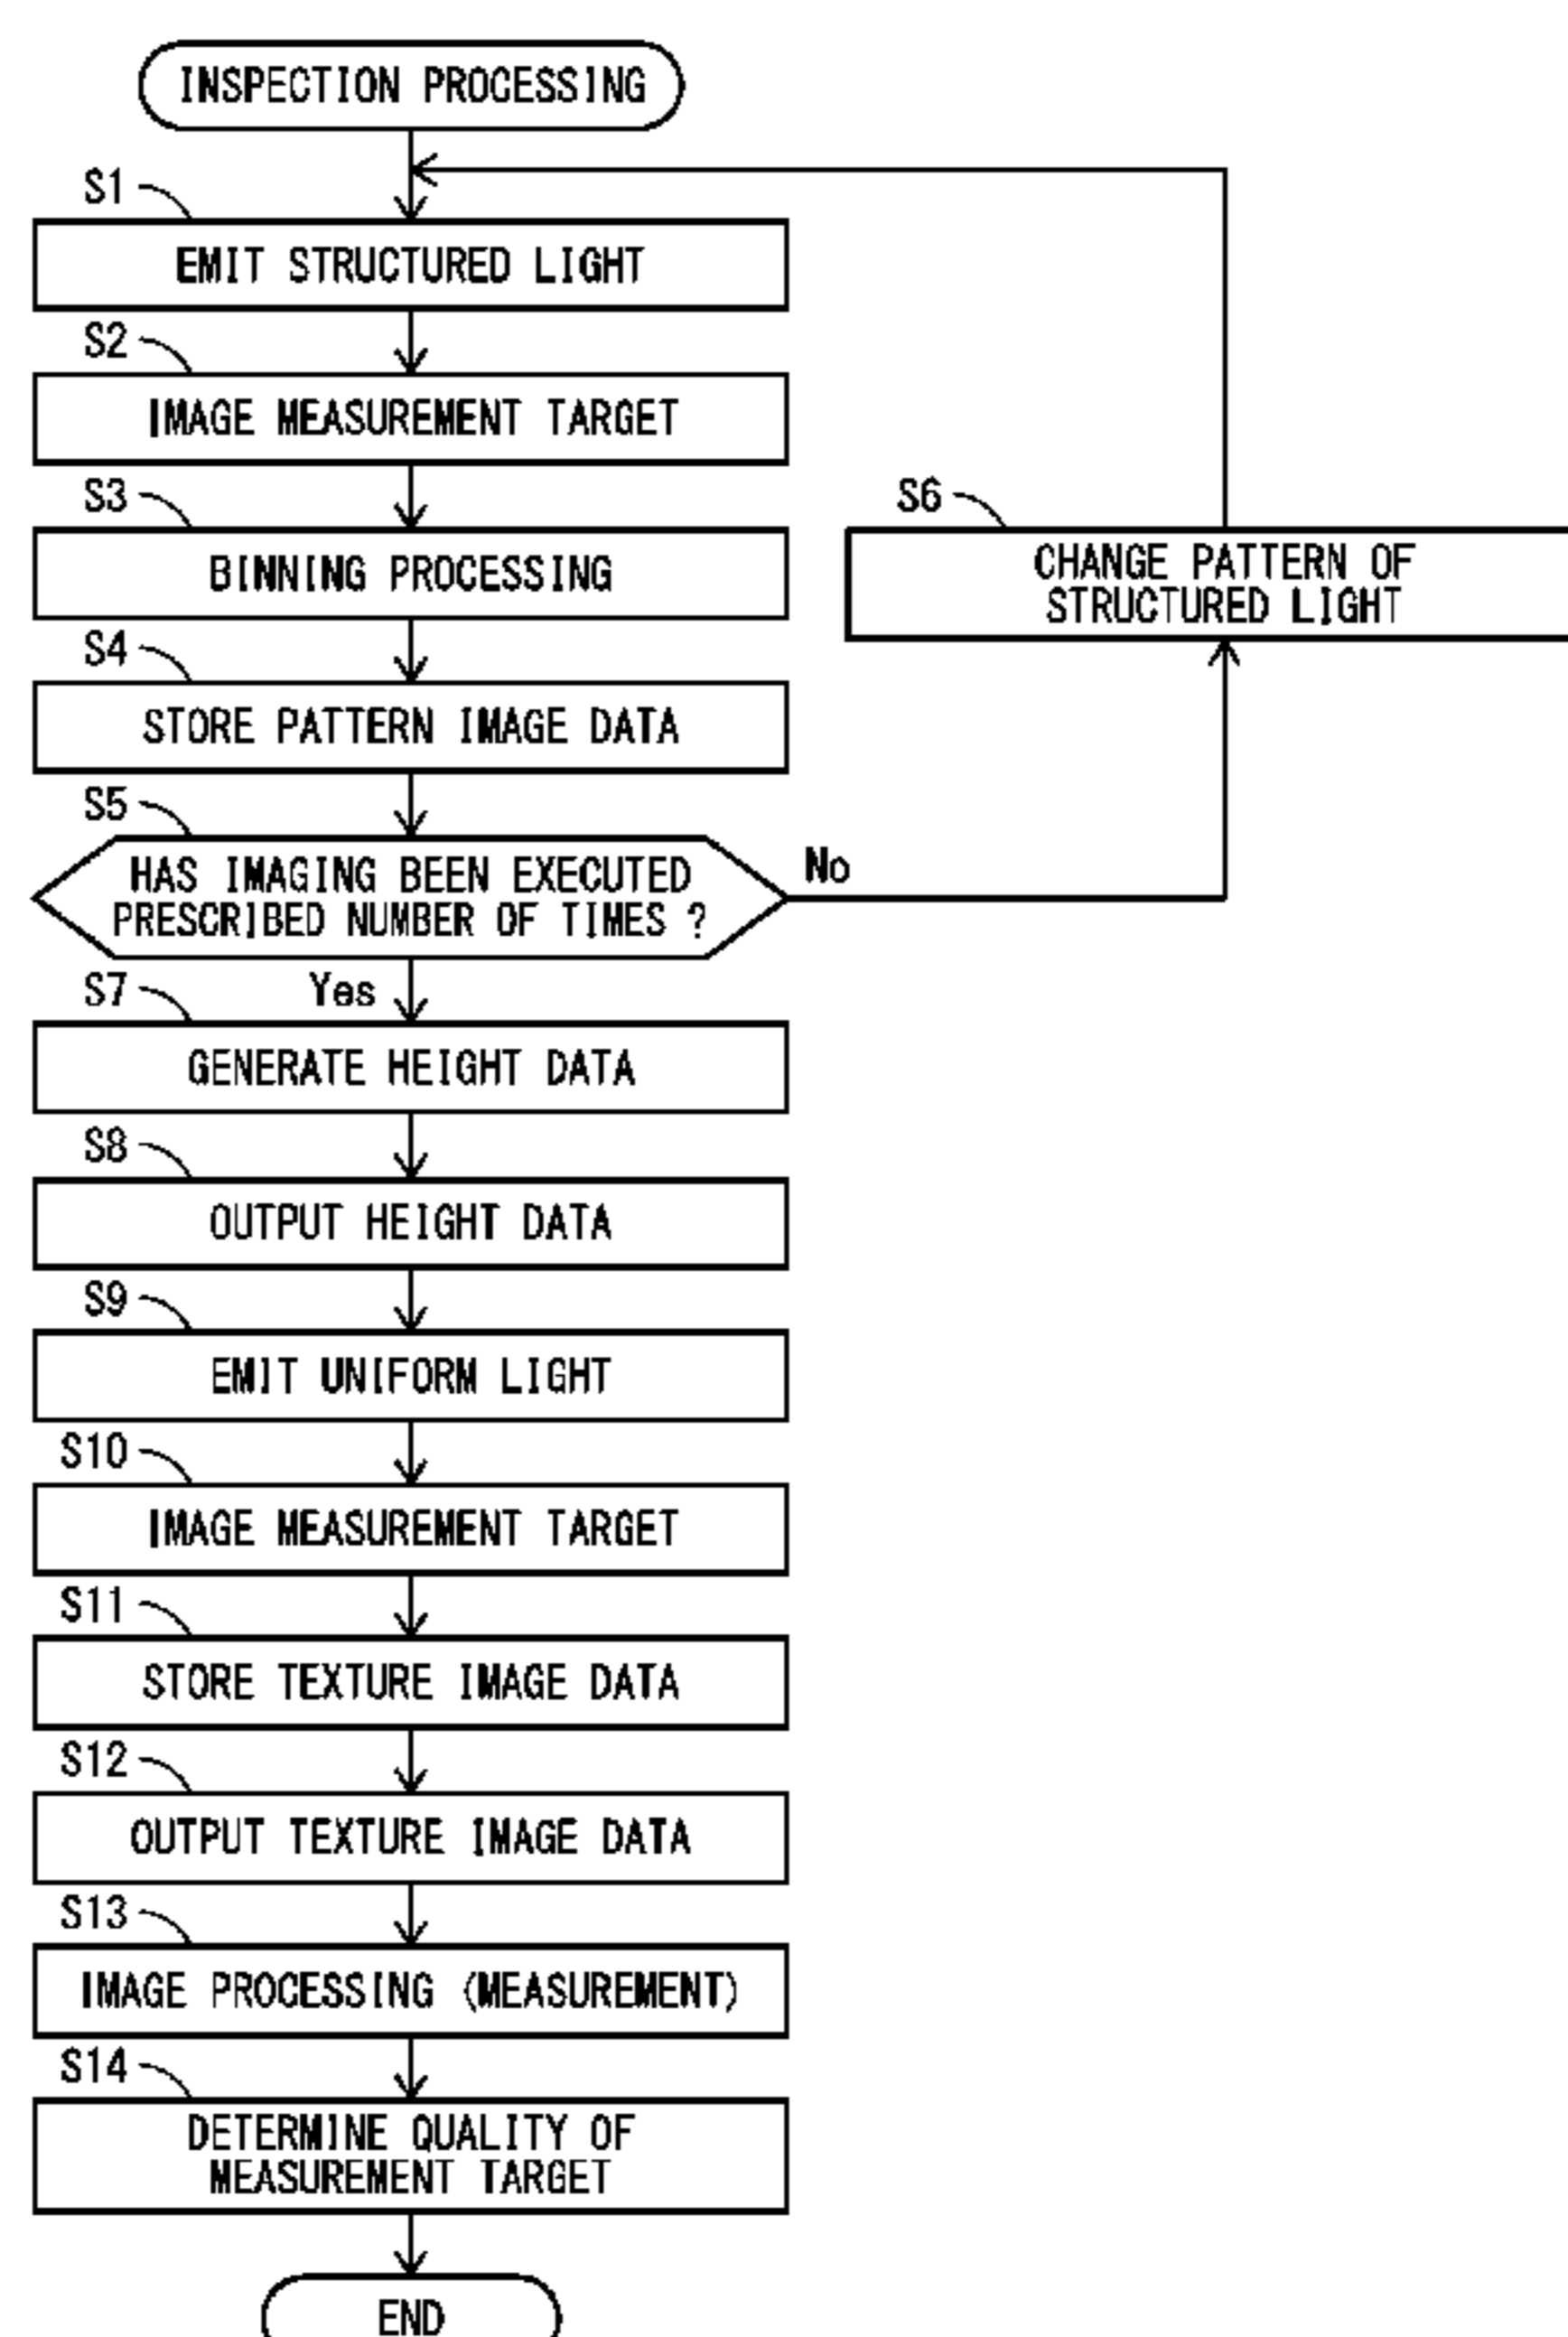 INSPECTION PROCESSING
S1
EMIT STRUCTURED LIGHT
S2
IMAGE MEASUREMENT TARGET
S3
BINNING PROCESSING
S6
CHANGE PATTERN OF
STRUCTURED LIGHT
S4
STORE PATTERN IMAGE DATA
S5
HAS IMAGING BEEN EXECUTED
PRESCRIBED NUMBER OF TIMES ?
No
Yes
S7
GENERATE HEIGHT DATA
S8
OUTPUT HEIGHT DATA
S9
EMIT UNIFORM LIGHT
S10
IMAGE MEASUREMENT TARGET
S11
STORE TEXTURE IMAGE DATA
S12
OUTPUT TEXTURE IMAGE DATA
S13
IMAGE PROCESSING (MEASUREMENT)
S14
DETERMINE QUALITY OF
MEASUREMENT TARGET
END